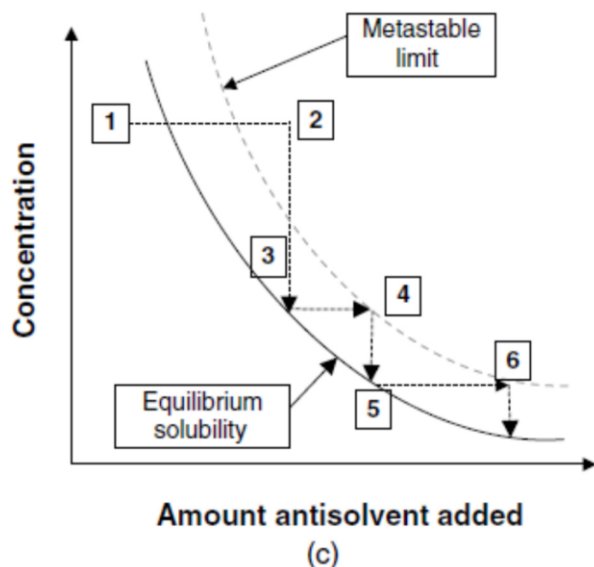 Metastable
limit
1
2
Concentration
3
4
6
5
Equilibrium
solubility
Amount antisolvent added
(c)